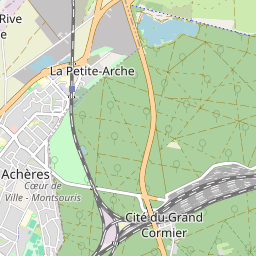 Rive
La Petite-Arche
Achères
Cœur de
Ville - Montsouris
Cité du Grand
Cormier